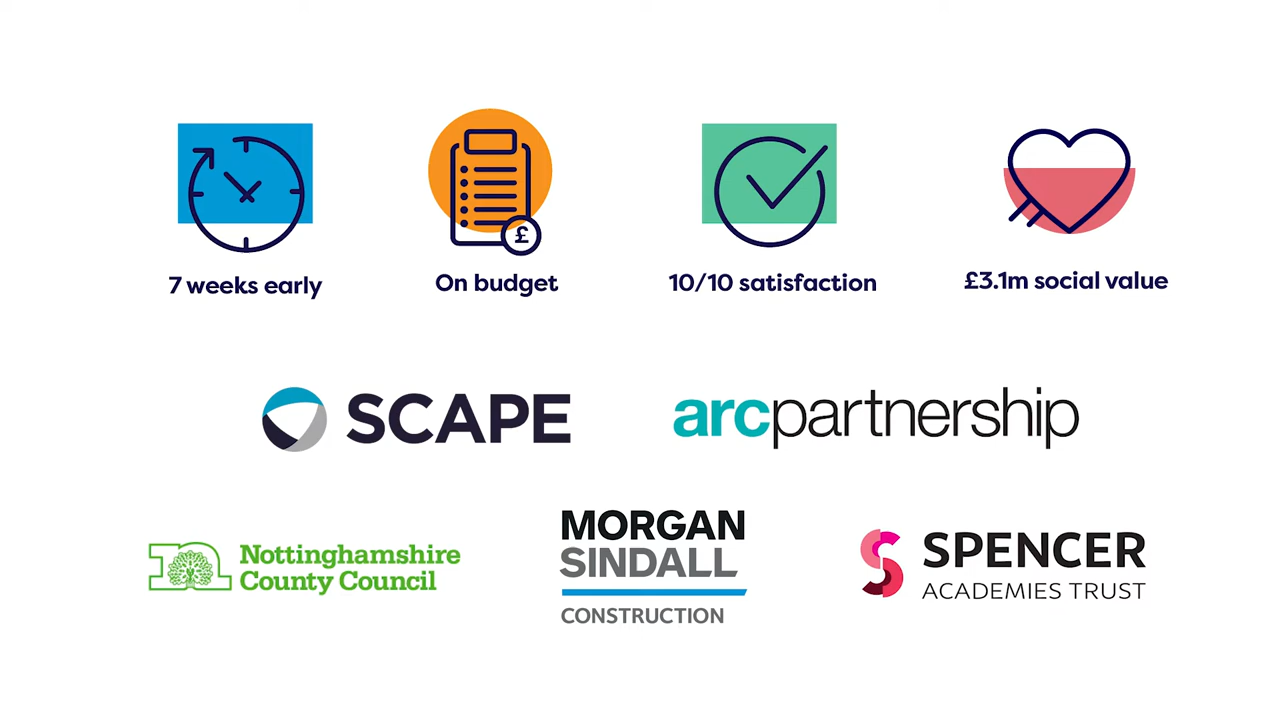 £
7 weeks early
On budget
10/10 satisfaction
£3.1m social value
SCAPE
arcpartnership
Nottinghamshire
County Council
MORGAN
SINDALL
CONSTRUCTION
SPENCER
ACADEMIES TRUST